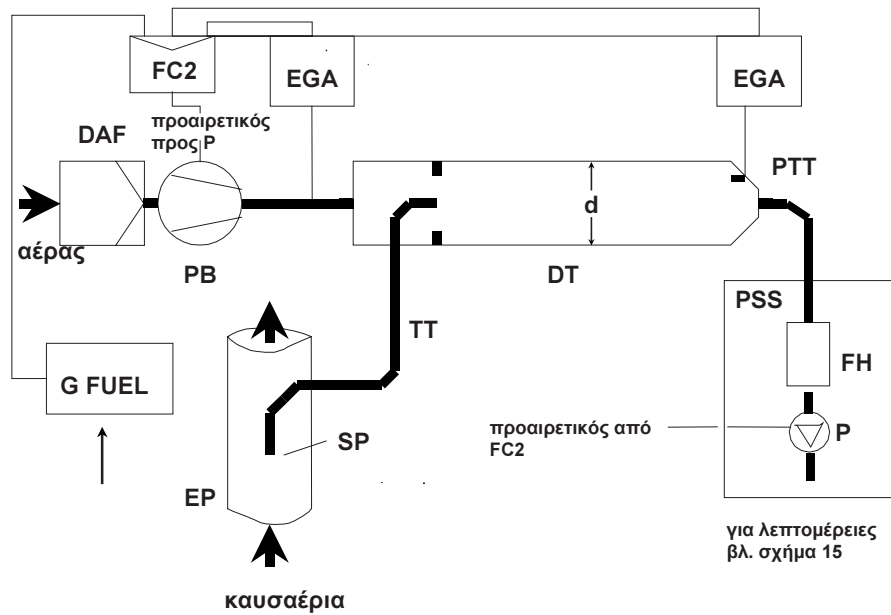 FC2
EGA
EGA
προαιρετικός
προς P
DAF
PTT
αέρας
d
PB
DT
PSS
TT
G FUEL
FH
SP
προαιρετικός από
FC2
P
EP
για λεπτομέρειες
βλ. σχήμα 15
καυσαέρια